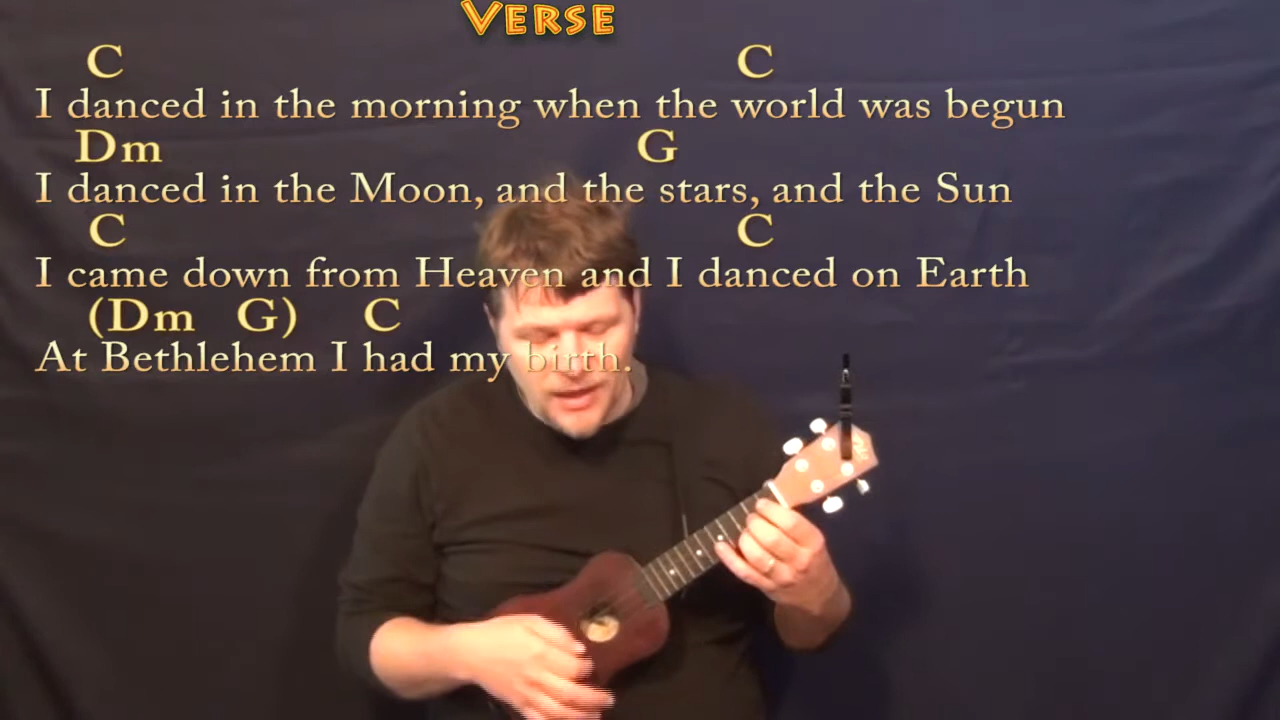 VERSE
C C
I danced in the morning when the world was begun
Dm G
I danced in the Moon, and the stars, and the Sun
C C
I came down from Heaven and I danced on Earth
(Dm G) C
At Bethlehem I had my birth.